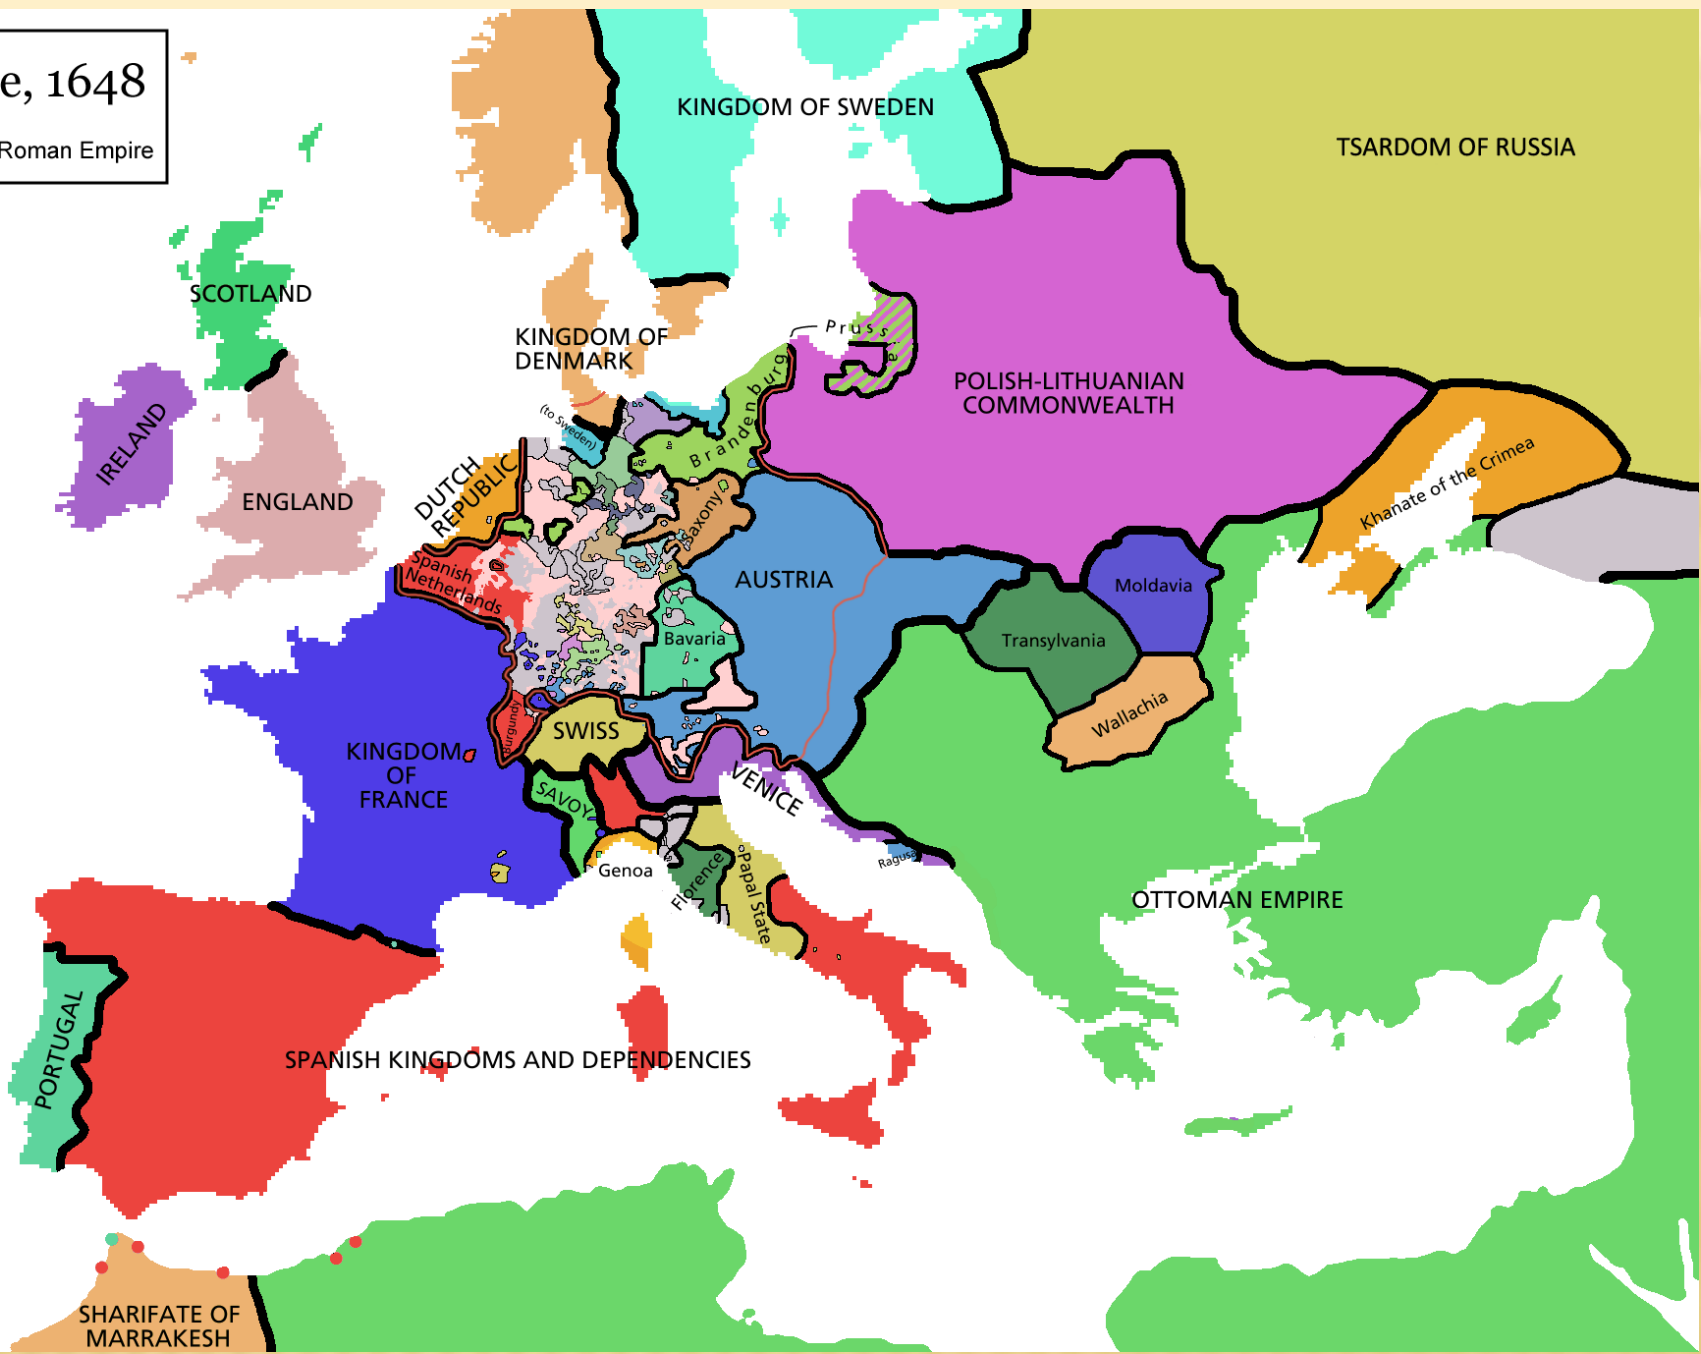 e, 1648
Roman Empire
KINGDOM OF SWEDEN
TSARDOM OF RUSSIA
SCOTLAND
KINGDOM OF
DENMARK
Prussia
(to Sweden)
Brandenburg
POLISH-LITHUANIAN
COMMONWEALTH
IRELAND
ENGLAND
DUTCH
REPUBLIC
Saxony
Khanate of the Crimea
Spanish
Netherlands
AUSTRIA
Moldavia
Bavaria
Transylvania
Wallachia
Burgundy
SWISS
KINGDOM
OF
FRANCE
SAVOY
VENICE
Genoa
Florence
Papal State
Ragusa
OTTOMAN EMPIRE
PORTUGAL
SPANISH KINGDOMS AND DEPENDENCIES
SHARIFATE OF
MARRAKESH